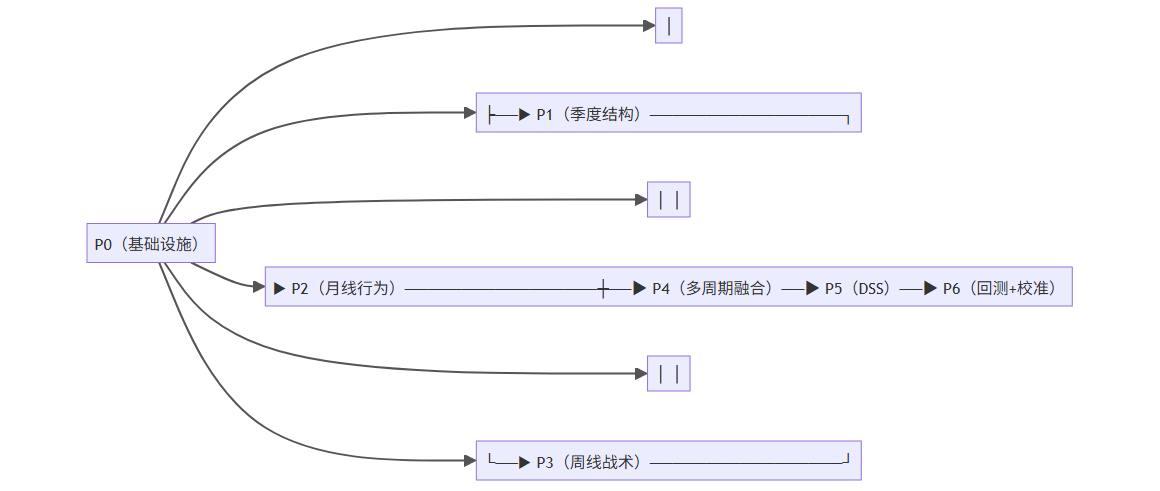 │
├──▶ P1（季度结构）─────────────────┐
│ │
P0（基础设施）
▶ P2（月线行为）─────────────────┼──▶ P4（多周期融合）──▶ P5（DSS）──▶ P6（回测+校准）
│ │
└──▶ P3（周线战术）─────────────────┘